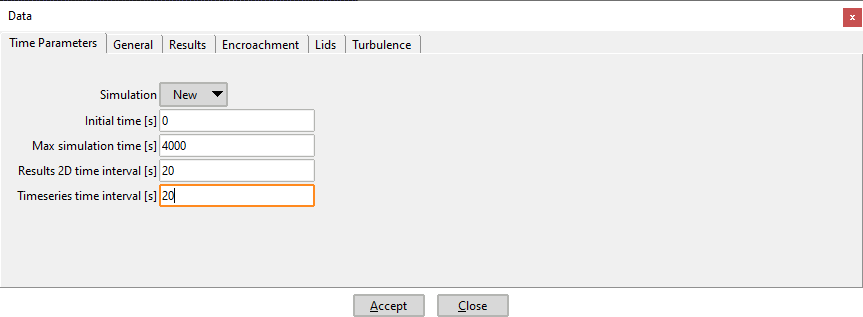 Data
x
Time Parameters General Results Encroachment Lids Turbulence
Simulation New
Initial time [s] 0
Max simulation time [s] 4000
Results 2D time interval [s] 20
Timeseries time interval [s] 20
Accept Close